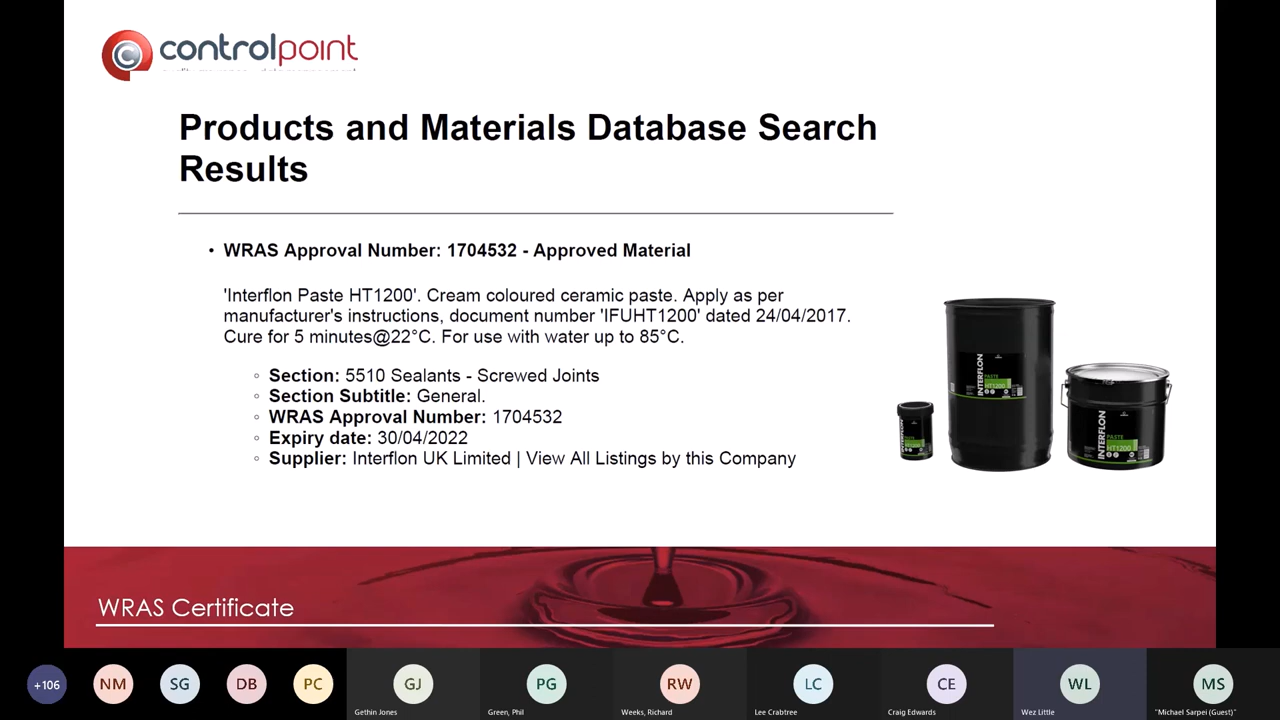 controlpoint
Products and Materials Database Search
Results
• WRAS Approval Number: 1704532 - Approved Material
'Interflon Paste HT1200'. Cream coloured ceramic paste. Apply as per
manufacturer's instructions, document number 'IFUHT1200' dated 24/04/2017.
Cure for 5 minutes@22°C. For use with water up to 85°C.
◦ Section: 5510 Sealants - Screwed Joints
◦ Section Subtitle: General.
◦ WRAS Approval Number: 1704532
◦ Expiry date: 30/04/2022
◦ Supplier: Interflon UK Limited | View All Listings by this Company
INTERFLON
INTERFLON
PASTE
HT1200
INTERFLON
PASTE
HT1200
WRAS Certificate
+106
NM
SG
DB
PC
GJ
PG
RW
LC
CE
WL
MS
Gethin Jones
Green, Phil
Weeks, Richard
Lee Crabtree
Craig Edwards
Wez Little
"Michael Sarpei (Guest)"